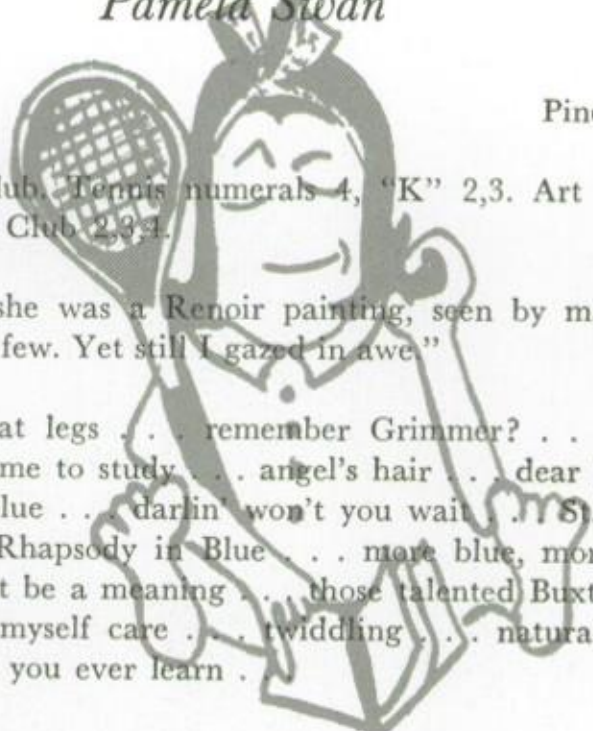 Pamela Swan
Pine
lub. Tennis numerals 4, “K” 2,3. Art
Club 2,3,4.
she was a Renoir painting, seen by m
few. Yet still I gazed in awe.”
at legs . . . remember Grimmer? . .
me to study . . . angel's hair . . . dear
lue . . . darlin' won't you wait . . . St
Rhapsody in Blue . . . more blue, mor
t be a meaning . . . those talented Buxt
myself care . . . twiddling . . . natura
you ever learn . . .